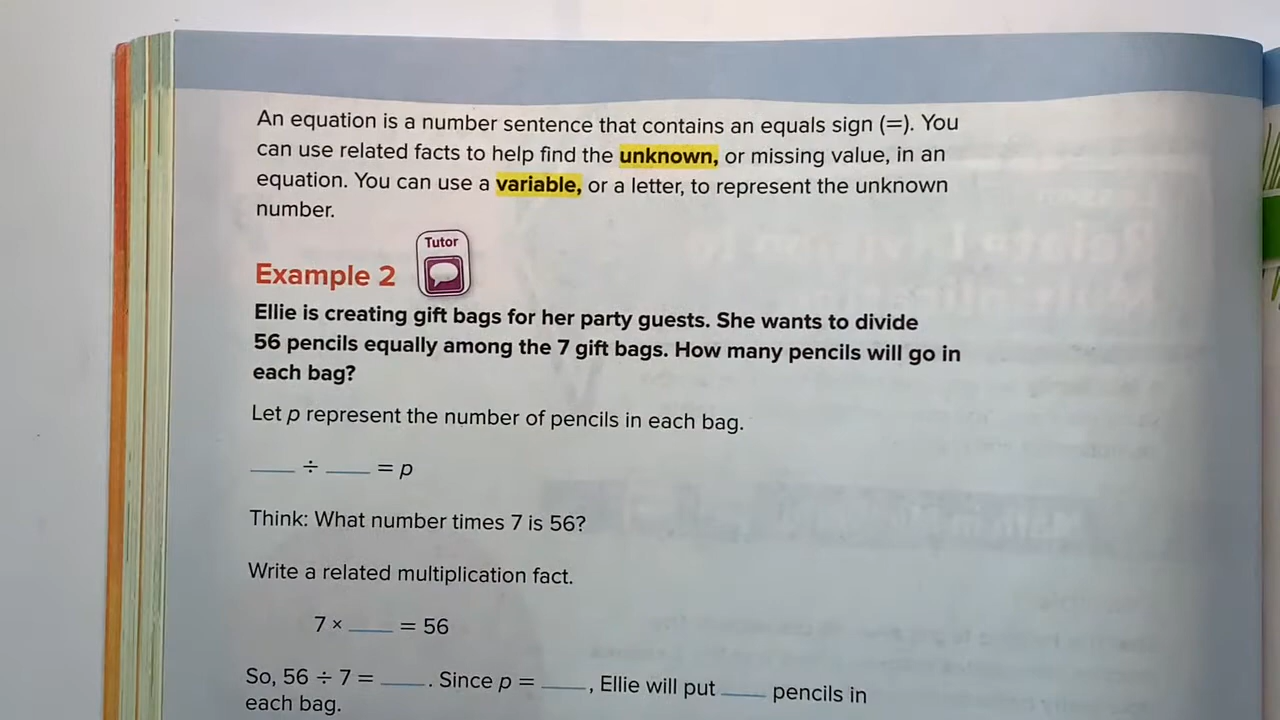 An equation is a number sentence that contains an equals sign (=). You
can use related facts to help find the unknown, or missing value, in an
equation. You can use a variable, or a letter, to represent the unknown
number.
Tutor
Example 2
Ellie is creating gift bags for her party guests. She wants to divide
56 pencils equally among the 7 gift bags. How many pencils will go in
each bag?
Let p represent the number of pencils in each bag.
____ ÷ ____ = p
Think: What number times 7 is 56?
Write a related multiplication fact.
7 × ____ = 56
So, 56 ÷ 7 = ____. Since p = ____, Ellie will put ____ pencils in
each bag.